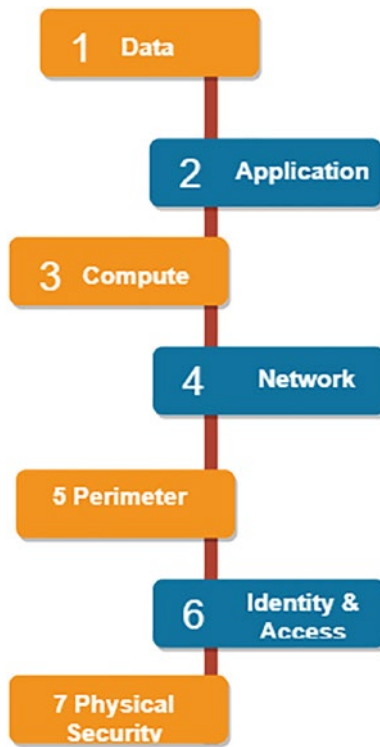 1 Data
2 Application
3 Compute
4 Network
5 Perimeter
6 Identity &
Access
7 Physical
Security